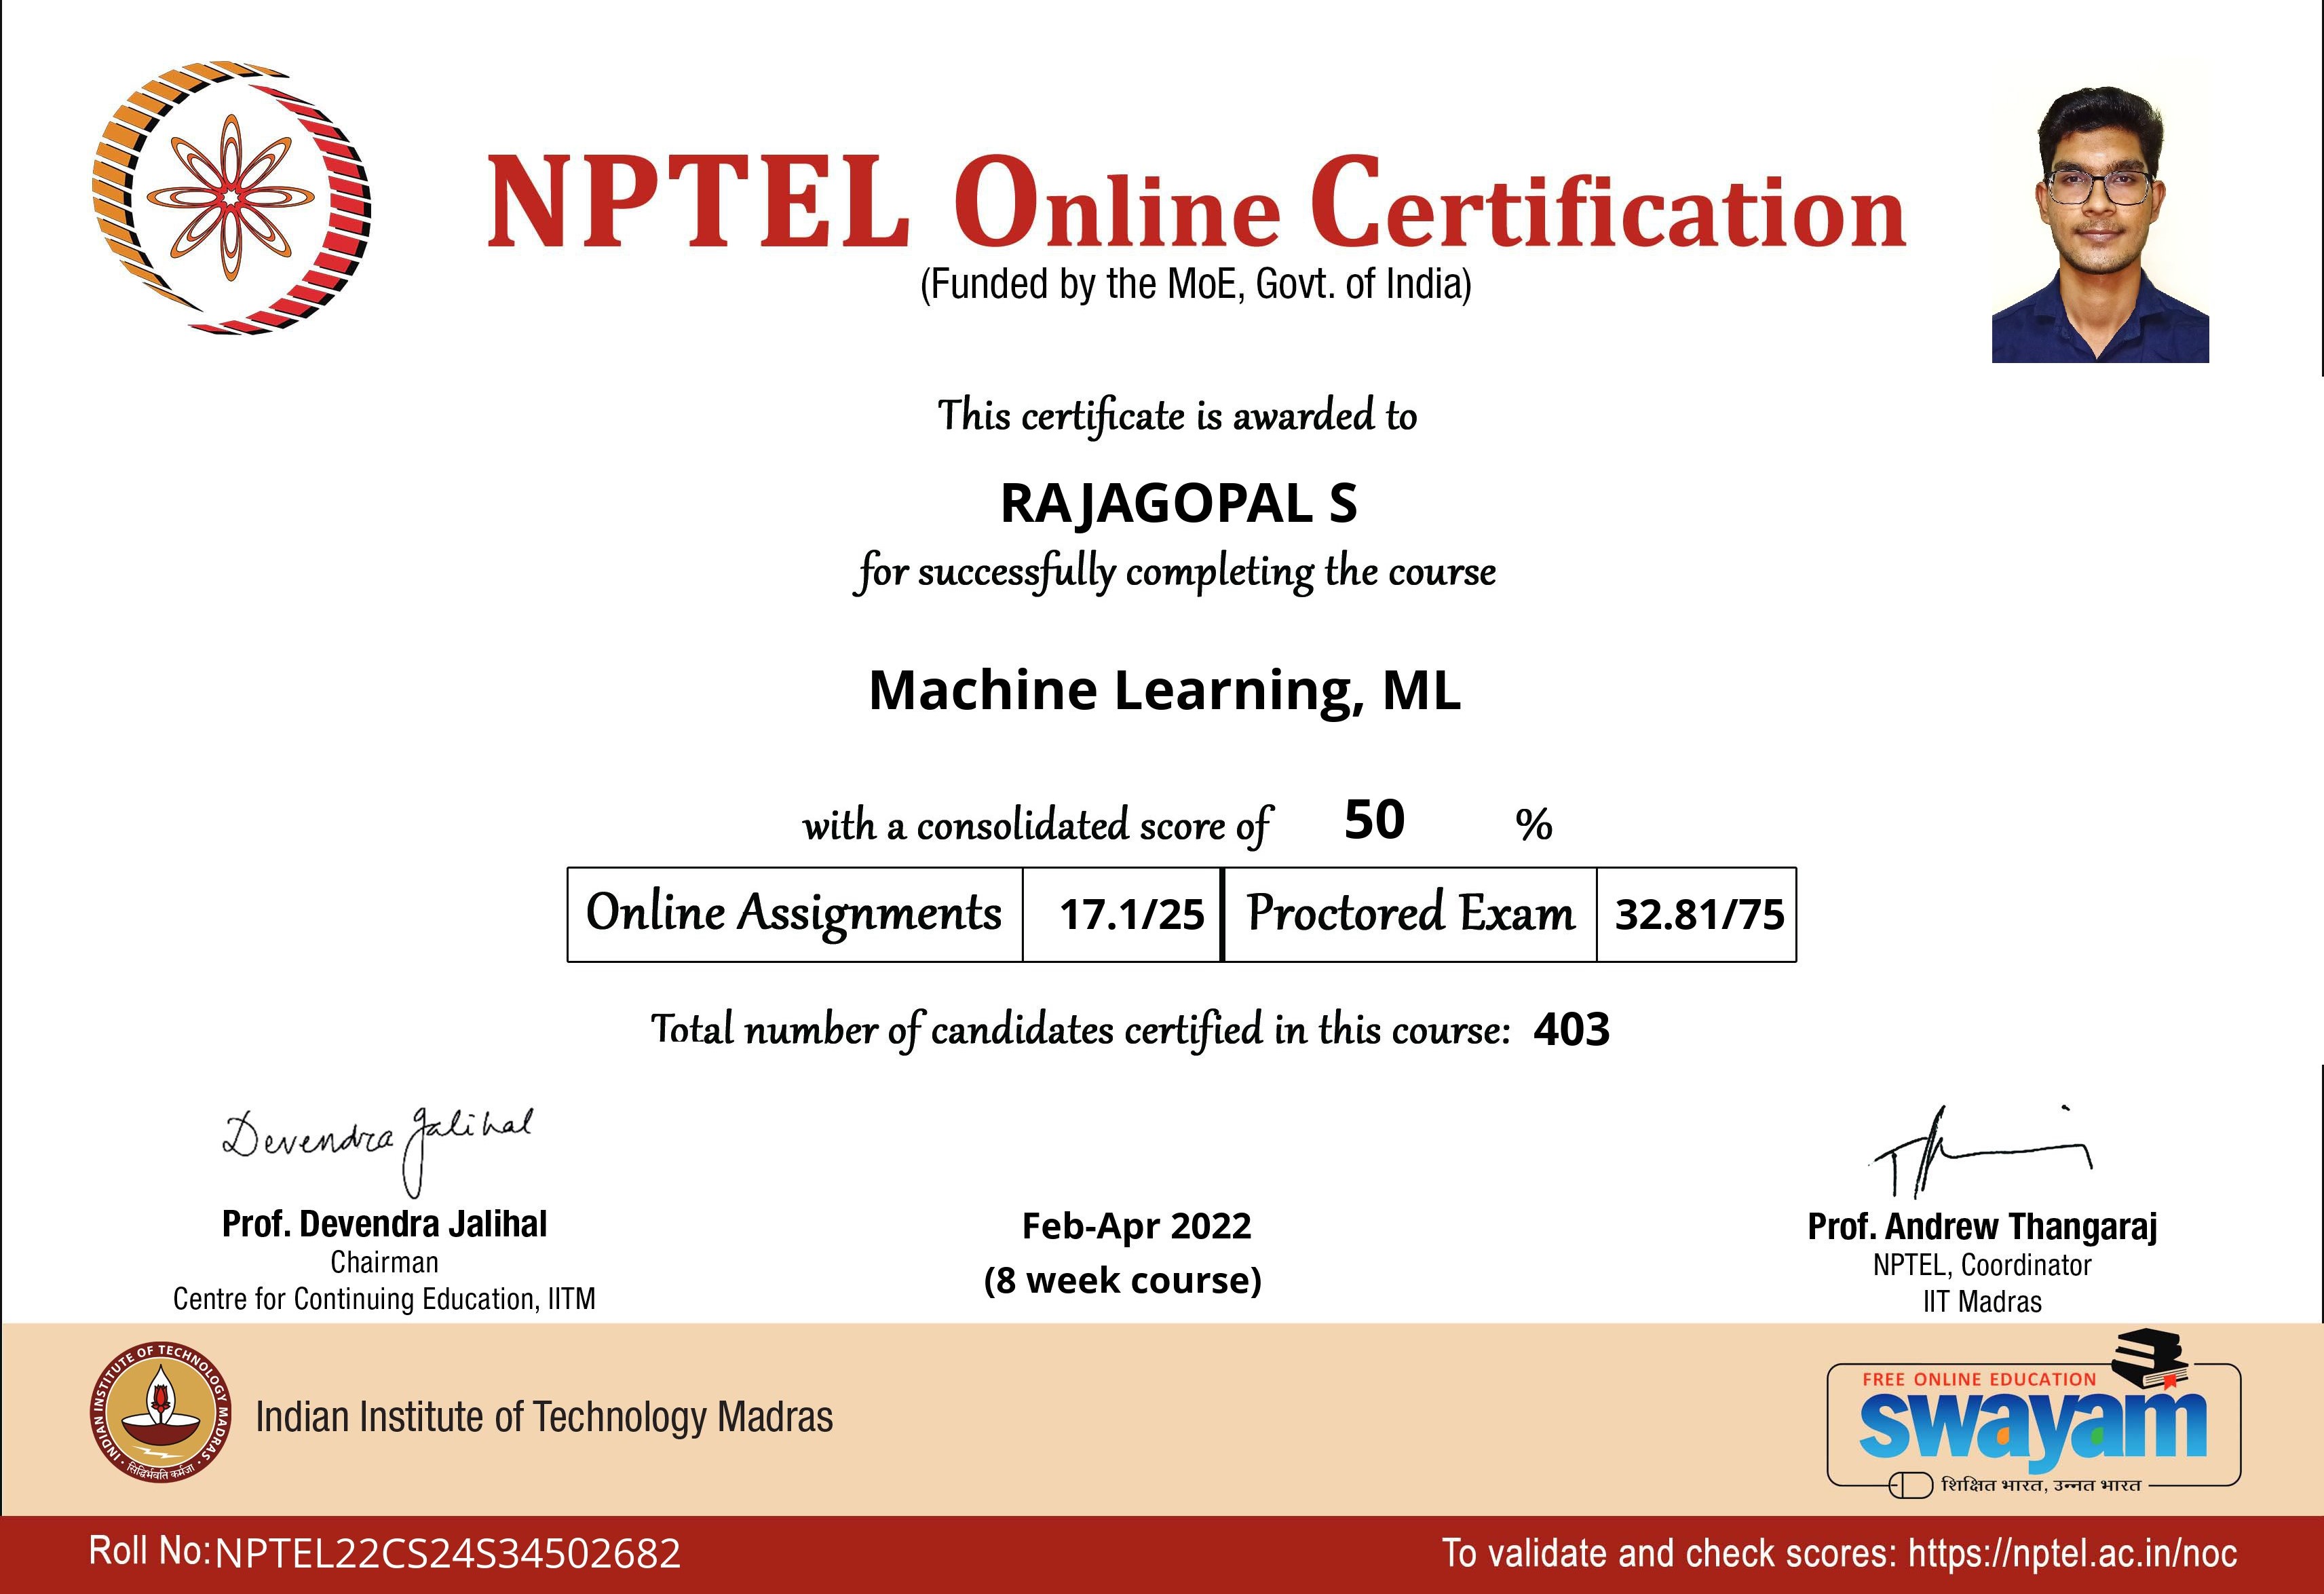 NPTEL Online Certification
(Funded by the MoE, Govt. of India)
This certificate is awarded to
RAJAGOPAL S
for successfully completing the course
Machine Learning, ML
with a consolidated score of 50 %
Online Assignments 17.1/25 Proctored Exam 32.81/75
Total number of candidates certified in this course: 403
Devendra Jalihal
Prof. Devendra Jalihal
Chairman
Centre for Continuing Education, IITM
Feb-Apr 2022
(8 week course)
Prof. Andrew Thangaraj
NPTEL, Coordinator
IIT Madras
INDIAN INSTITUTE OF TECHNOLOGY MADRAS
सिद्धिर्भवति कर्मजा
Indian Institute of Technology Madras
FREE ONLINE EDUCATION
swayam
शिक्षित भारत, उन्नत भारत
Roll No:NPTEL22CS24S34502682
To validate and check scores: https://nptel.ac.in/noc